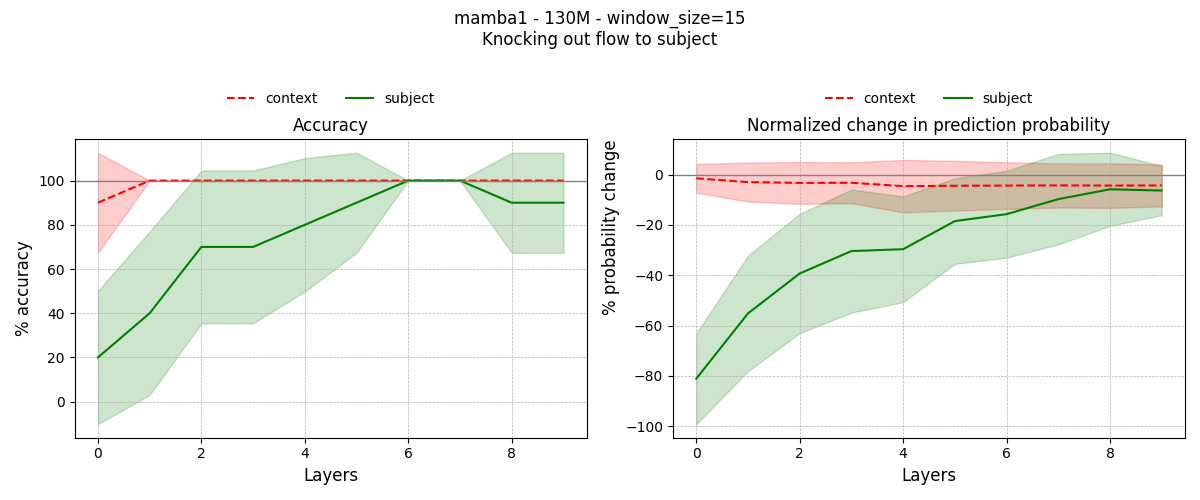 mamba1 - 130M - window_size=15
Knocking out flow to subject
context subject
Accuracy
% accuracy
100
80
60
40
20
0
0 2 4 6 8
Layers
context subject
Normalized change in prediction probability
% probability change
0
−20
−40
−60
−80
−100
0 2 4 6 8
Layers